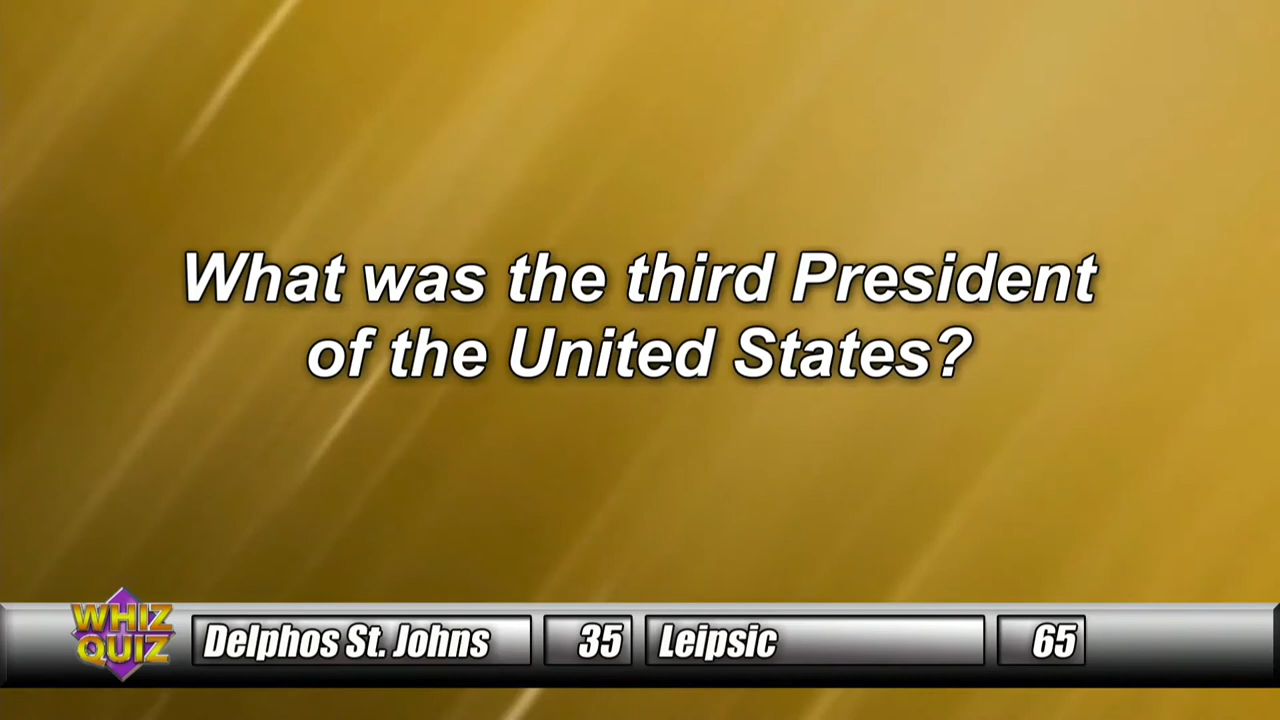 What was the third President
of the United States?
WHIZ
QUIZ
Delphos St. Johns 35 Leipsic 65